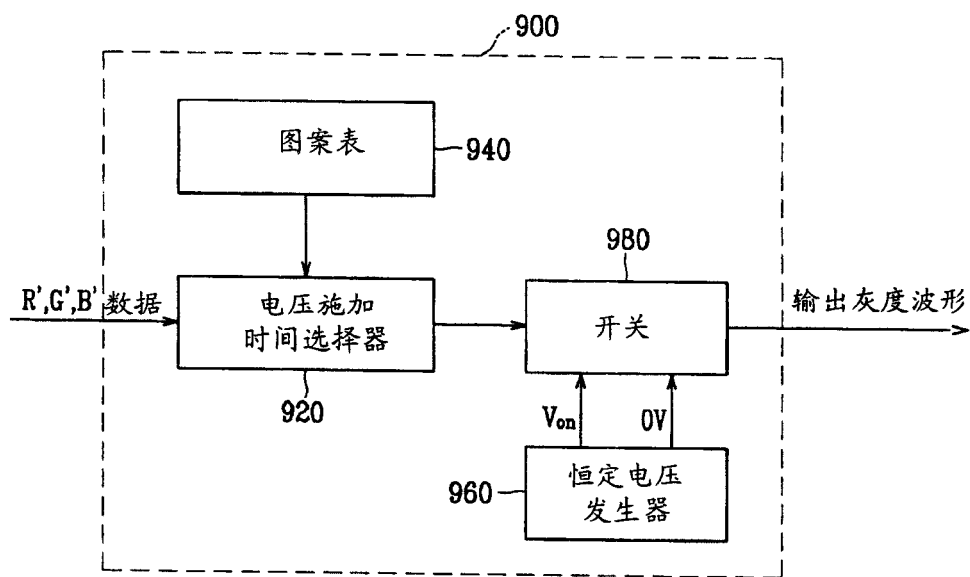 900
图案表
940
980
R',G',B' 数据
电压施加
时间选择器
开关
输出灰度波形
920
Von
0V
960
恒定电压
发生器